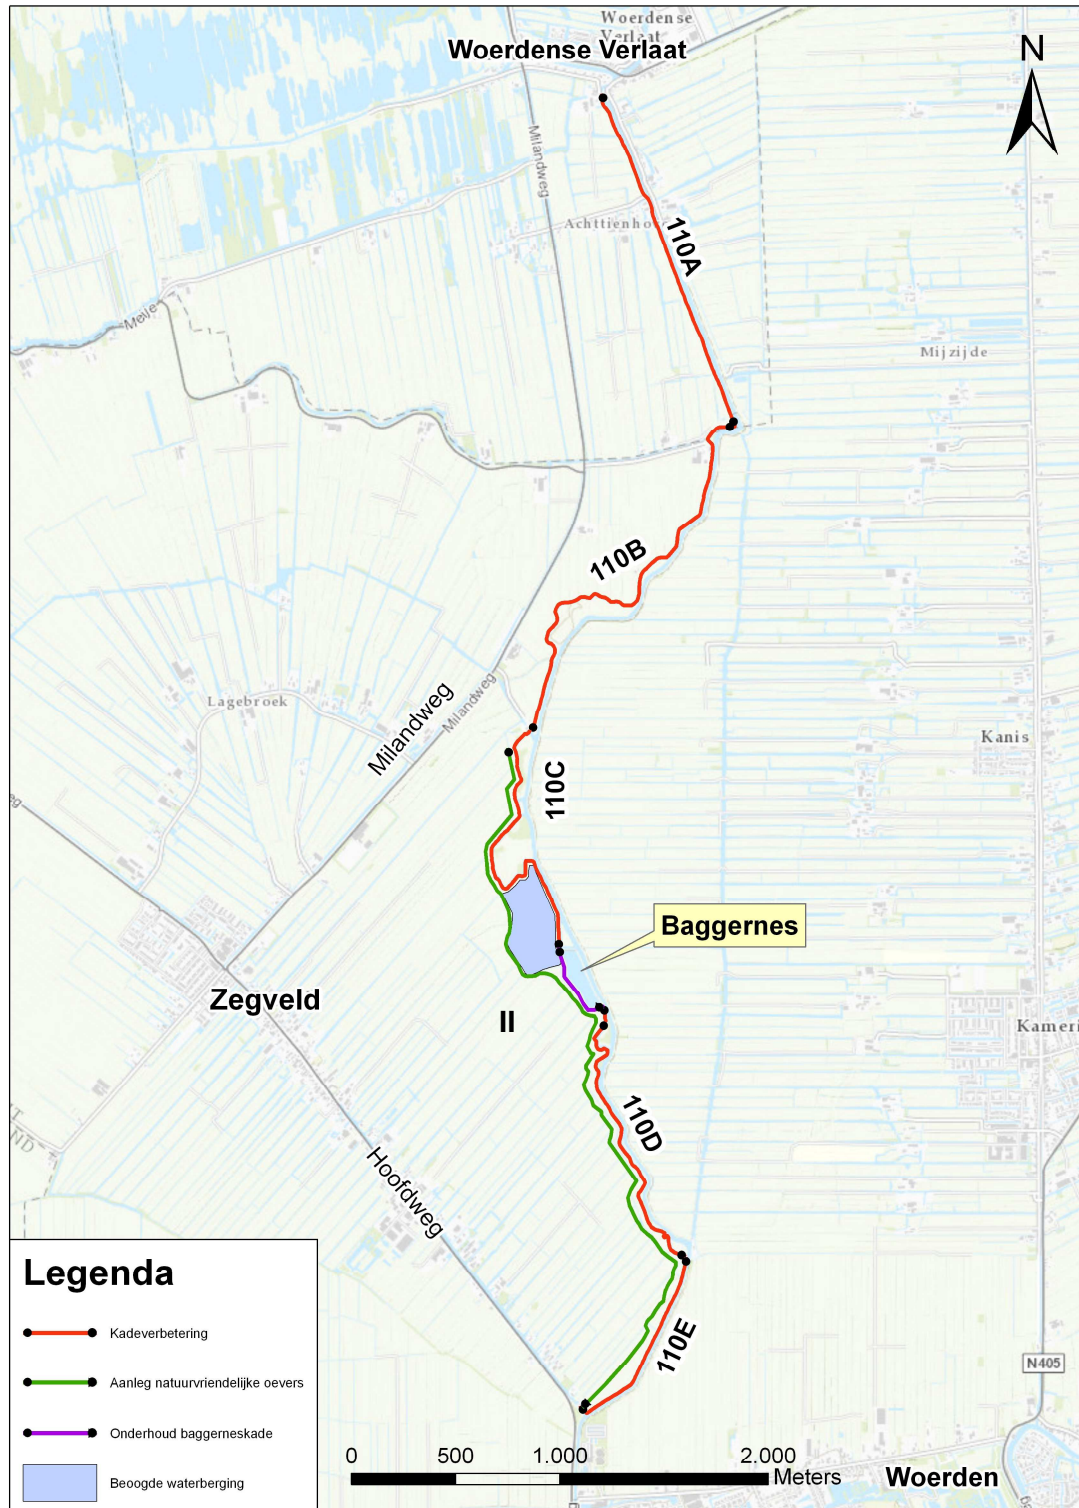 Woerdense
Verlaat
Woerdense Verlaat
N
Milandweg
Achttienhov
110A
Meije
Mijzijde
110B
Lagebroek
Milandweg
Milandweg
Kanis
110C
Baggernes
Zegveld
II
Kameri
110D
Hoofdweg
110E
N405
Legenda
Kadeverbetering
Aanleg natuurvriendelijke oevers
Onderhoud baggerneskade
Beoogde waterberging
0 500 1.000 2.000
Meters
Woerden